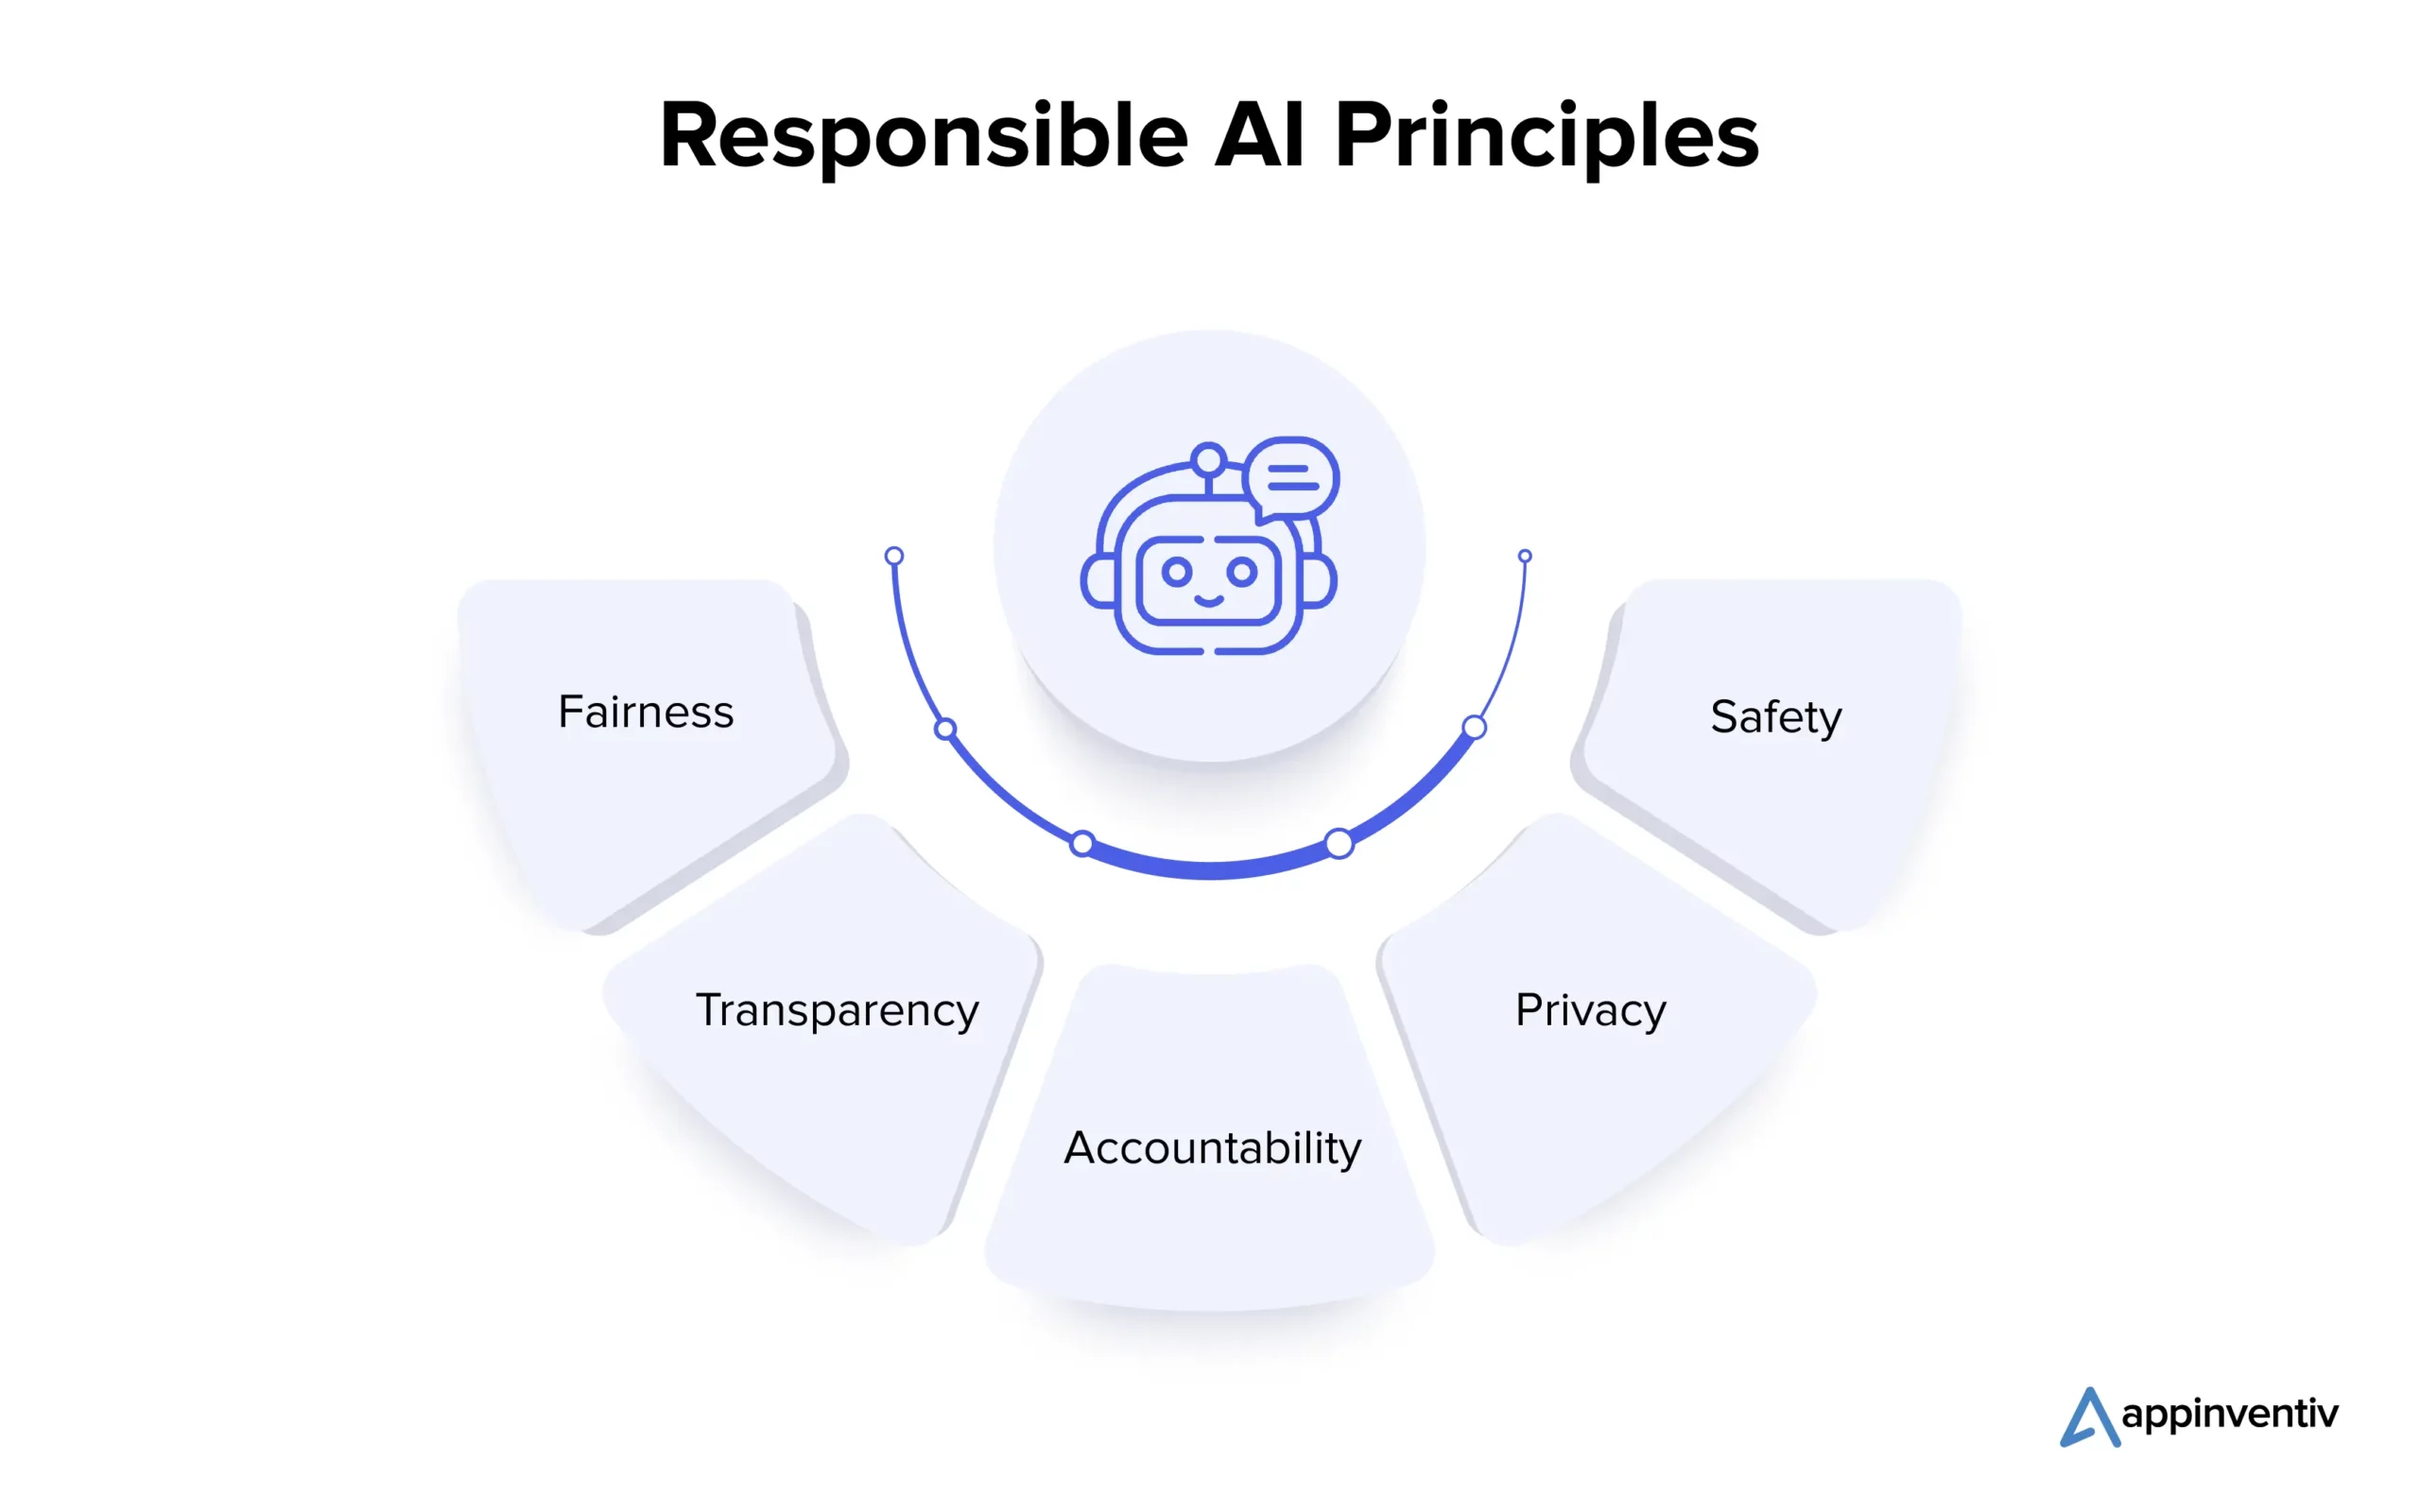 Responsible AI Principles
Fairness
Transparency
Accountability
Privacy
Safety
appinventiv